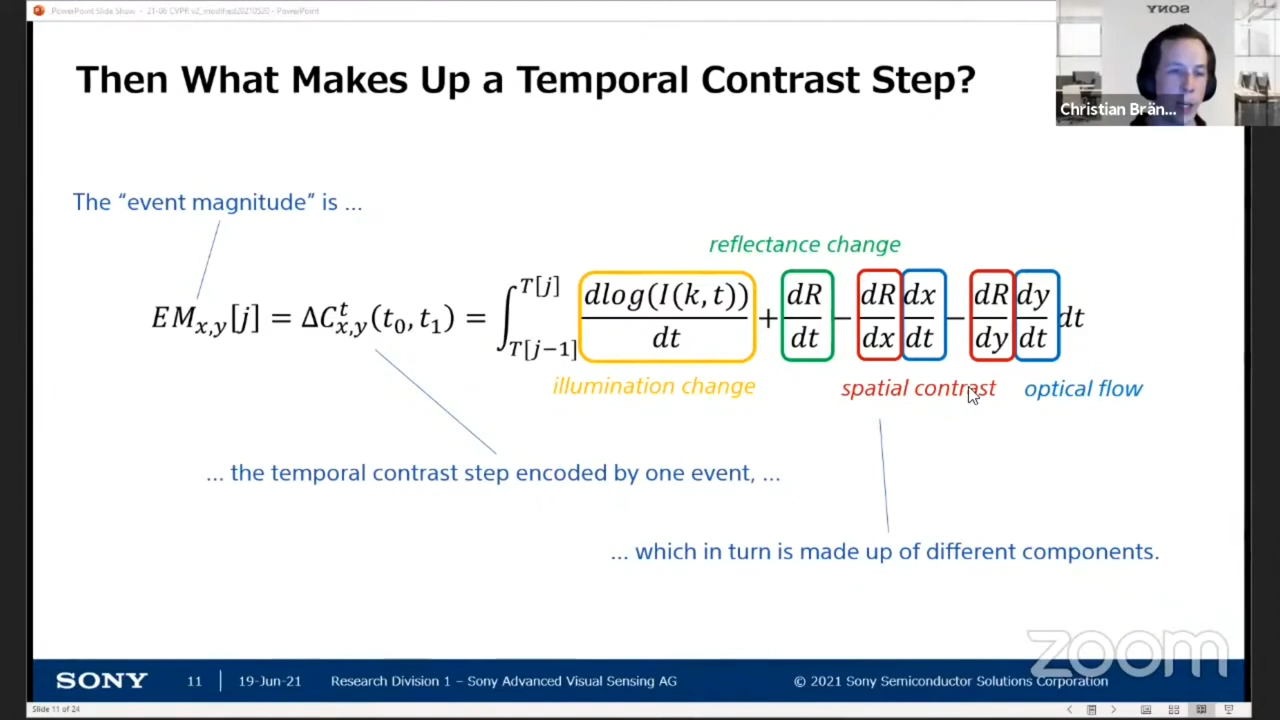 PowerPoint Slide Show - 21-06 CVPR v2_modified20210520 - PowerPoint
SONY
Christian Brän...
Then What Makes Up a Temporal Contrast Step?
The “event magnitude” is ...
reflectance change
EM_{x,y}[j] = ΔC^t_{x,y}(t_0, t_1) = ∫_{T[j−1]}^{T[j]} dlog(I(k,t))/dt + dR/dt − dR/dx dx/dt − dR/dy dy/dt dt
illumination change
spatial contrast
optical flow
... the temporal contrast step encoded by one event, ...
... which in turn is made up of different components.
zoom
SONY 11 19-Jun-21 Research Division 1 – Sony Advanced Visual Sensing AG © 2021 Sony Semiconductor Solutions Corporation
Slide 11 of 24